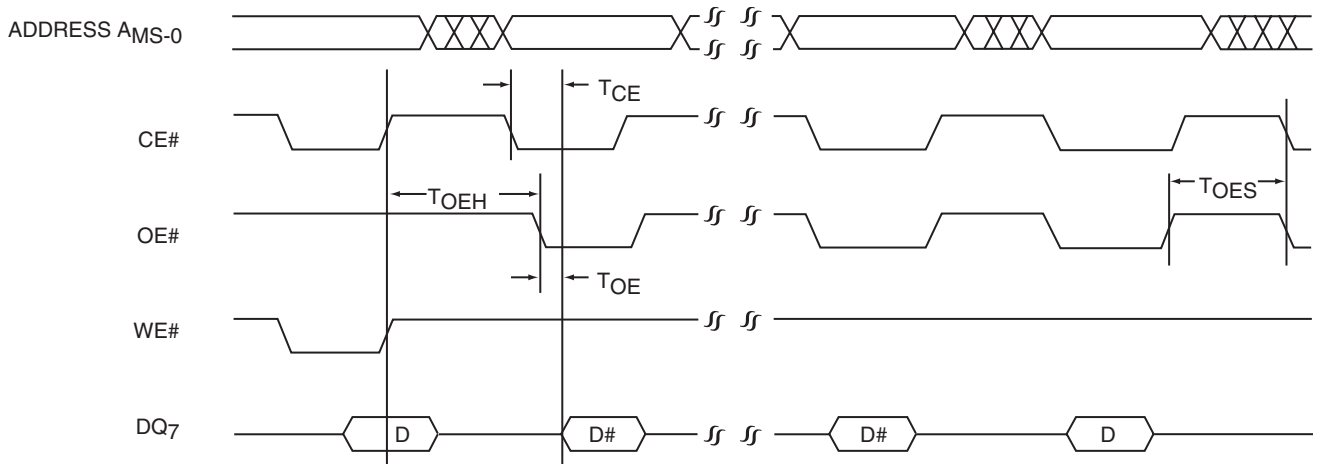 ADDRESS AMS-0
TCE
CE#
TOEH
TOES
OE#
TOE
WE#
DQ7
D
D#
D#
D